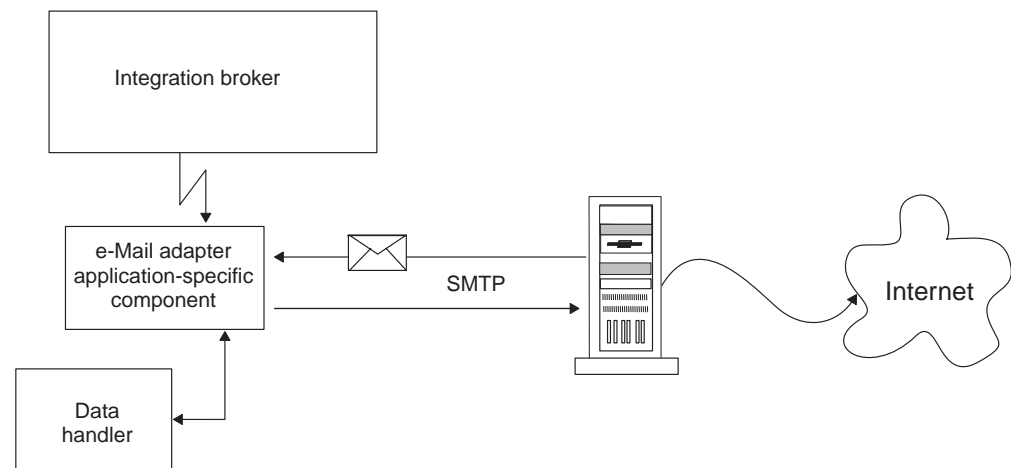 Integration broker
e-Mail adapter
application-specific
component
SMTP
Internet
Data
handler